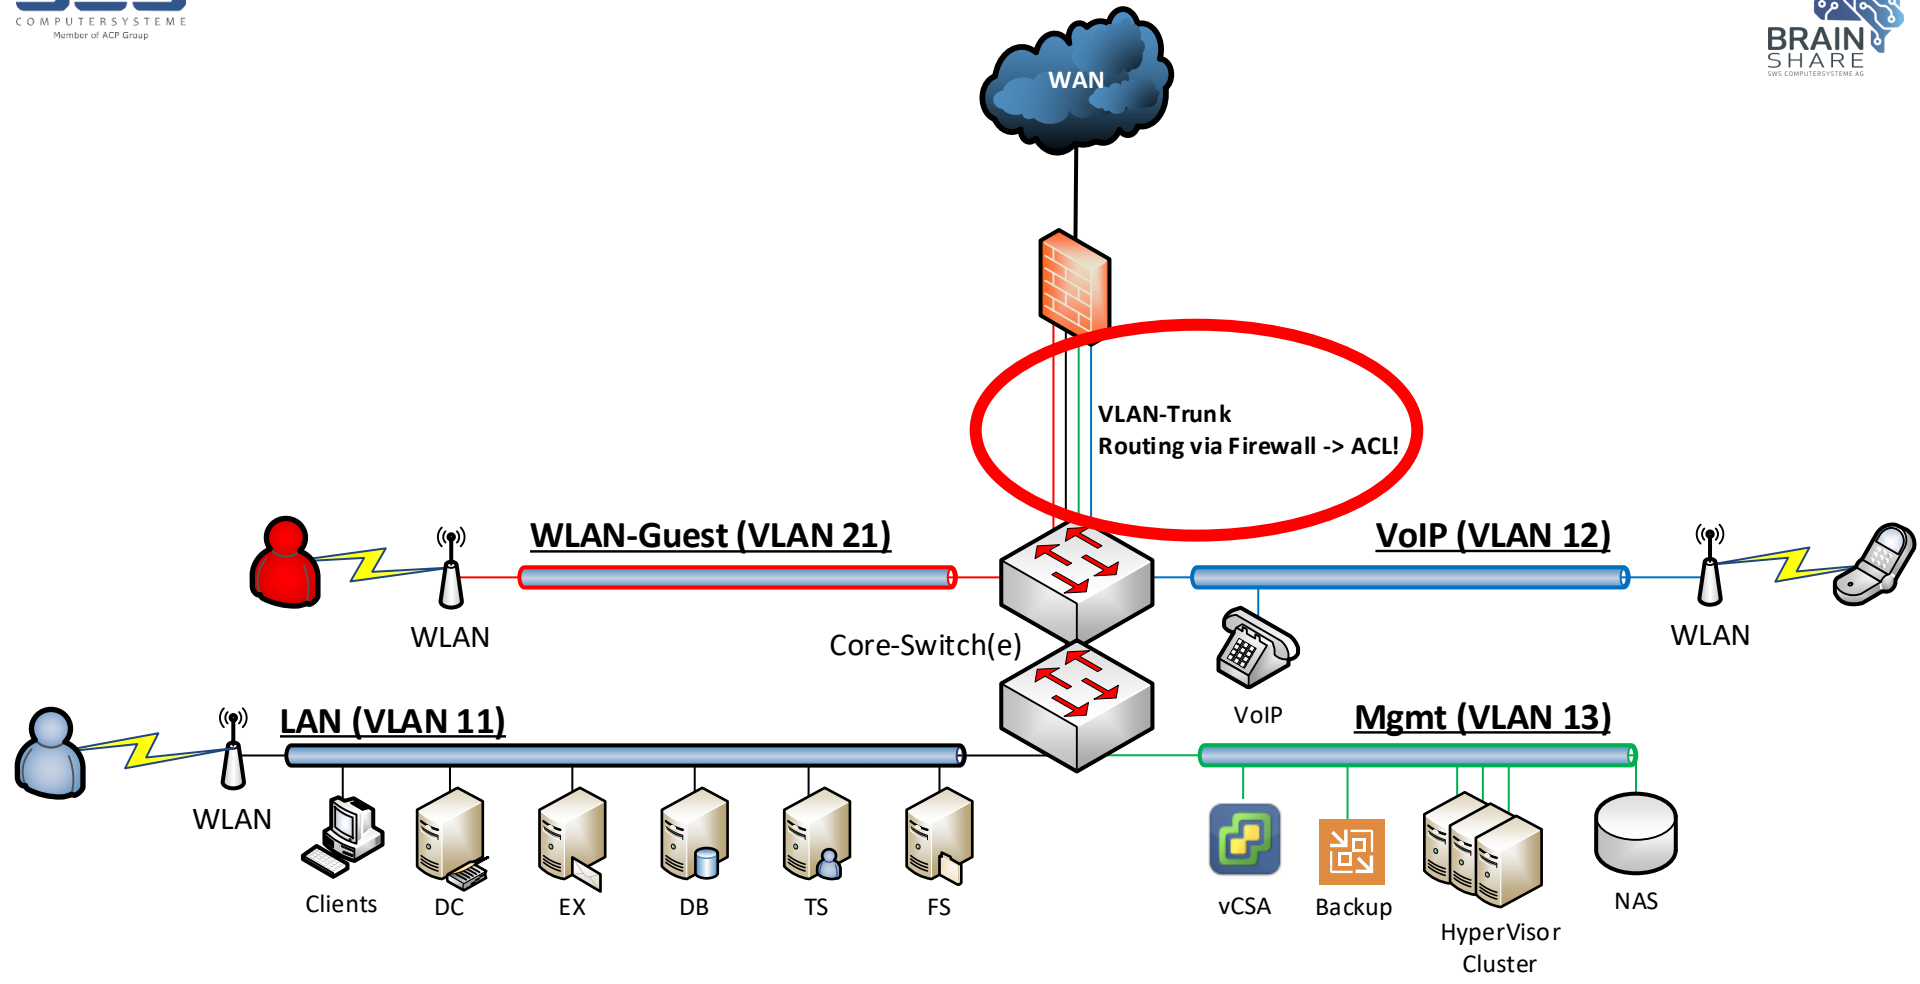 COMPUTERSYSTEME
Member of ACP Group
BRAIN
SHARE
SWS COMPUTERSYSTEME AG
WAN
VLAN-Trunk
Routing via Firewall -> ACL!
WLAN-Guest (VLAN 21)
VoIP (VLAN 12)
WLAN
Core-Switch(e)
WLAN
VoIP
LAN (VLAN 11)
Mgmt (VLAN 13)
WLAN
Clients
DC
EX
DB
TS
FS
vCSA
Backup
HyperVisor
Cluster
NAS